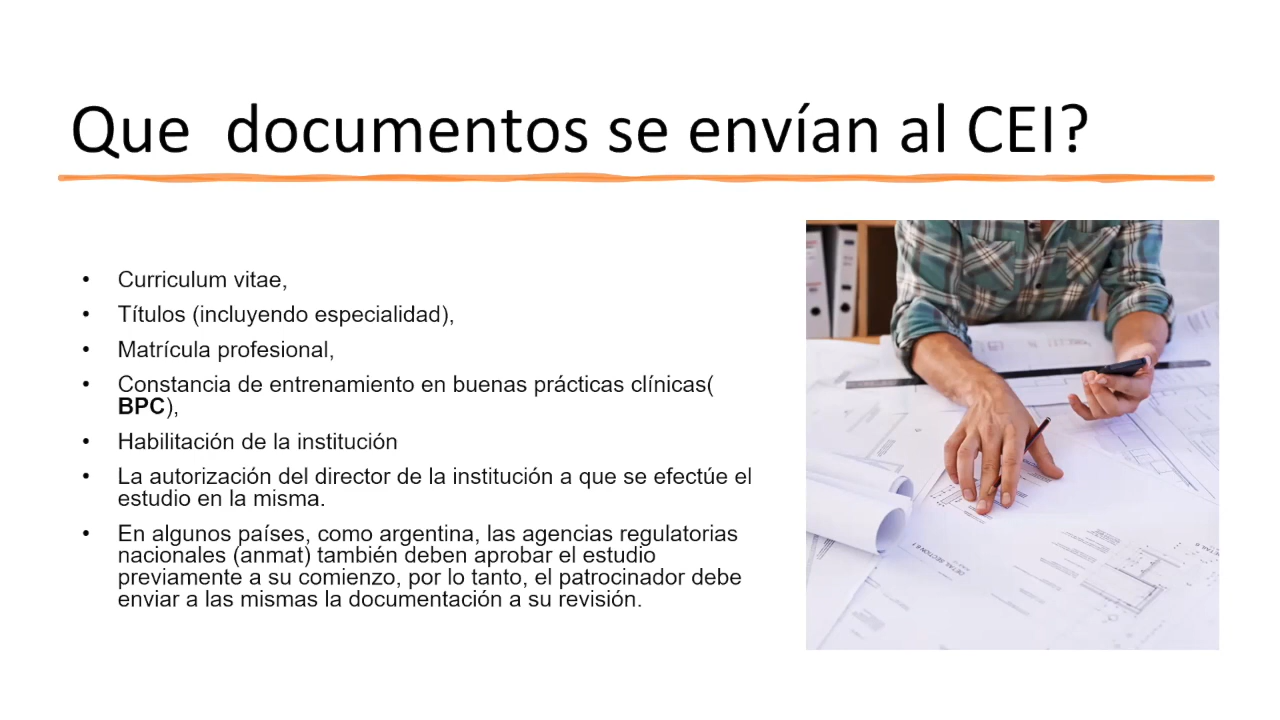 Que documentos se envían al CEI?
• Curriculum vitae,
• Títulos (incluyendo especialidad),
• Matrícula profesional,
• Constancia de entrenamiento en buenas prácticas clínicas(
BPC),
• Habilitación de la institución
• La autorización del director de la institución a que se efectúe el
estudio en la misma.
• En algunos países, como argentina, las agencias regulatorias
nacionales (anmat) también deben aprobar el estudio
previamente a su comienzo, por lo tanto, el patrocinador debe
enviar a las mismas la documentación a su revisión.